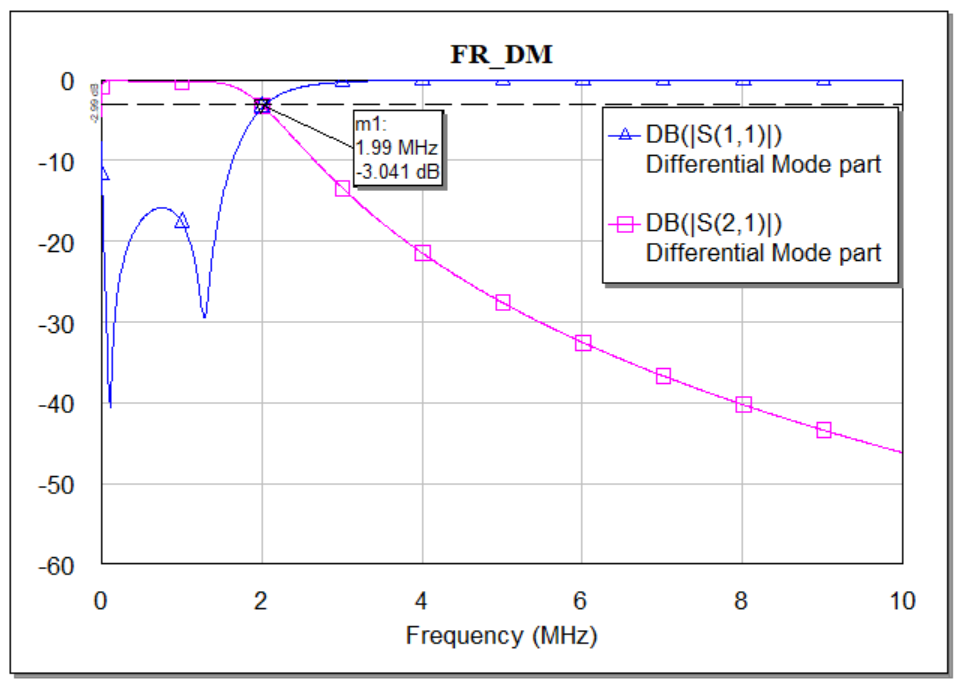 FR_DM
0
-10
-20
-30
-40
-50
-60
-2.99 dB
m1:
1.99 MHz
-3.041 dB
DB(|S(1,1)|)
Differential Mode part
DB(|S(2,1)|)
Differential Mode part
0 2 4 6 8 10
Frequency (MHz)